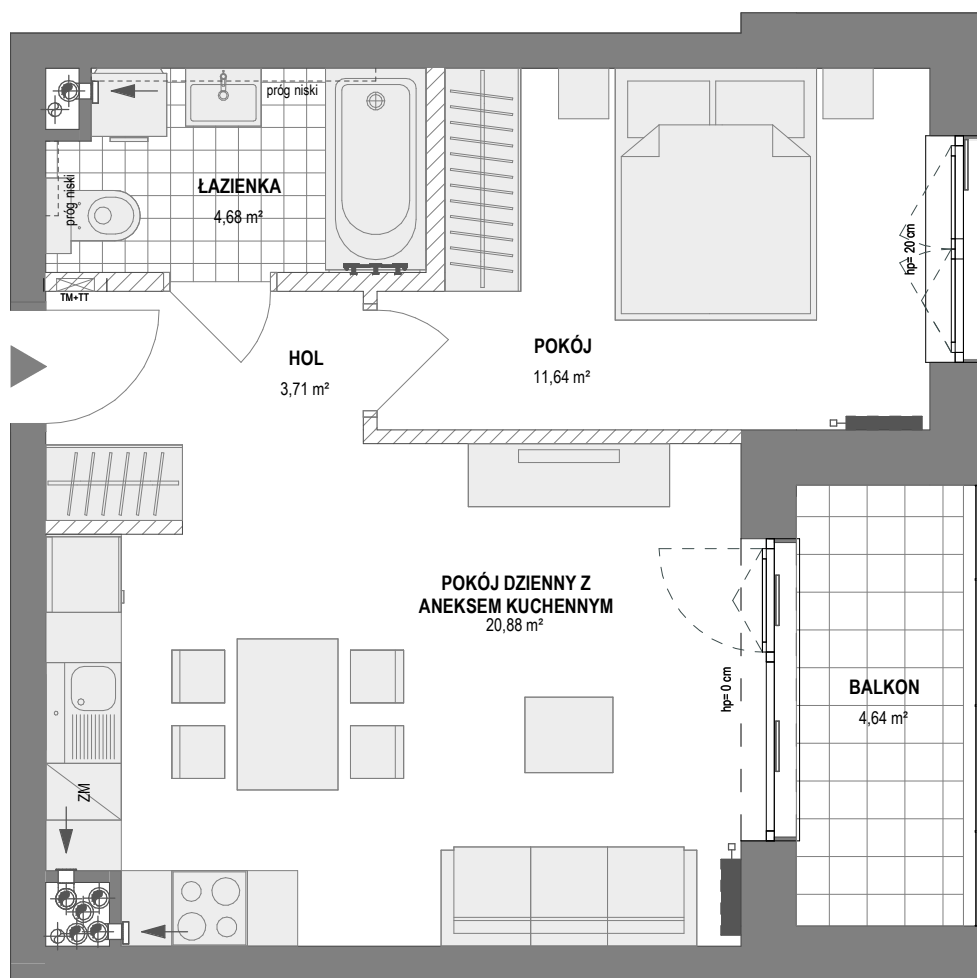 próg niski
próg niski
ŁAZIENKA
4,68 m²
TM+TT
HOL
3,71 m²
POKÓJ
11,64 m²
hp= 20 cm
POKÓJ DZIENNY Z
ANEKSEM KUCHENNYM
20,88 m²
hp= 0 cm
BALKON
4,64 m²
ZM